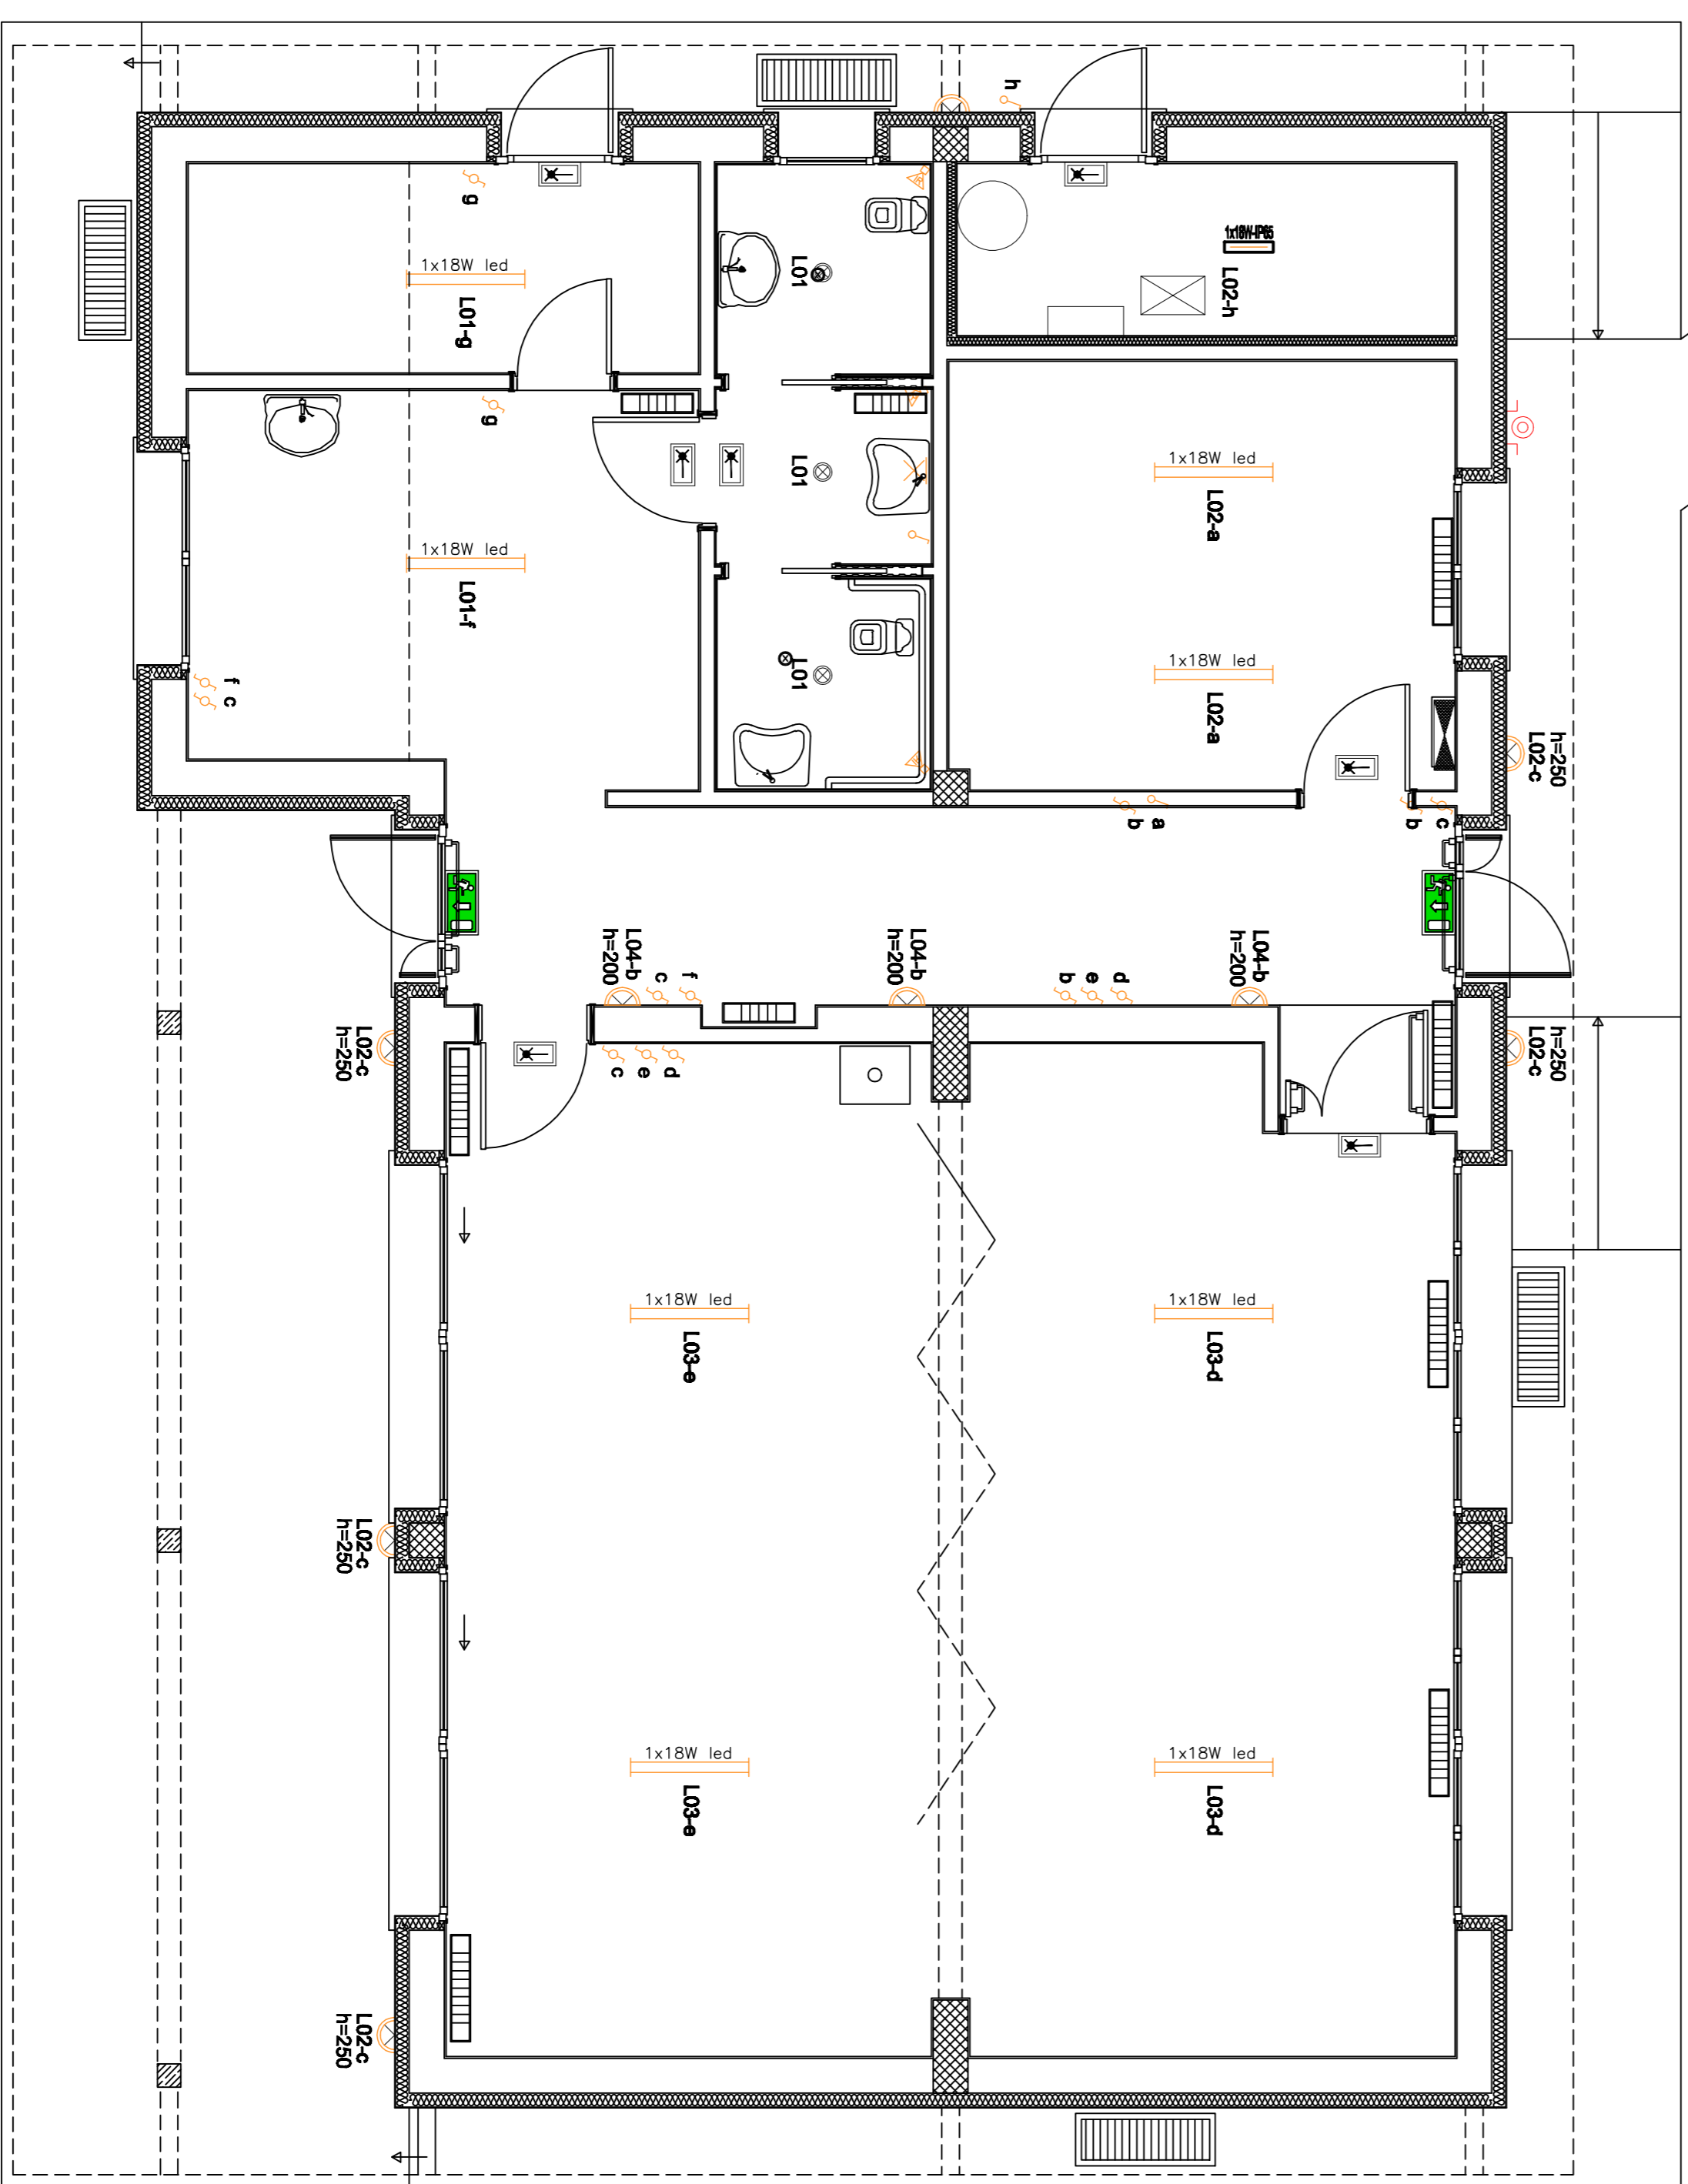 h
g
1x18W led
L01-g
L01
1x18W-IP65
L02-h
g
1x18W led
L01-f
L01
1x18W led
L02-a
f
c
L01
1x18W led
L02-a
h=250
L02-c
b
a
b
c
L04-b
h=200
L04-b
h=200
L04-b
h=200
c
f
b
e
d
L02-c
h=250
c
e
d
h=250
L02-c
1x18W led
L03-e
1x18W led
L03-d
L02-c
h=250
1x18W led
L03-e
1x18W led
L03-d
L02-c
h=250